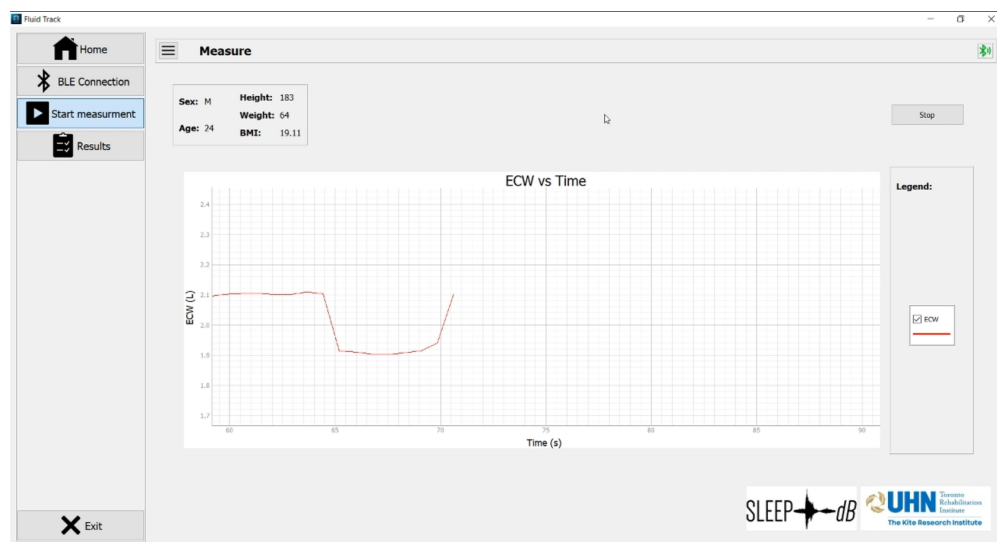 Fluid Track
Home
BLE Connection
Start measurment
Results
Exit
Measure
Sex: M
Height: 183
Weight: 64
Age: 24
BMI: 19.11
Stop
ECW vs Time
2.4
2.3
2.2
2.1
2.0
1.9
1.8
1.7
ECW (L)
60 65 70 75 80 85 90
Time (s)
Legend:
ECW
SLEEP dB
UHN Toronto
Rehabilitation
Institute
The Kite Research Institute